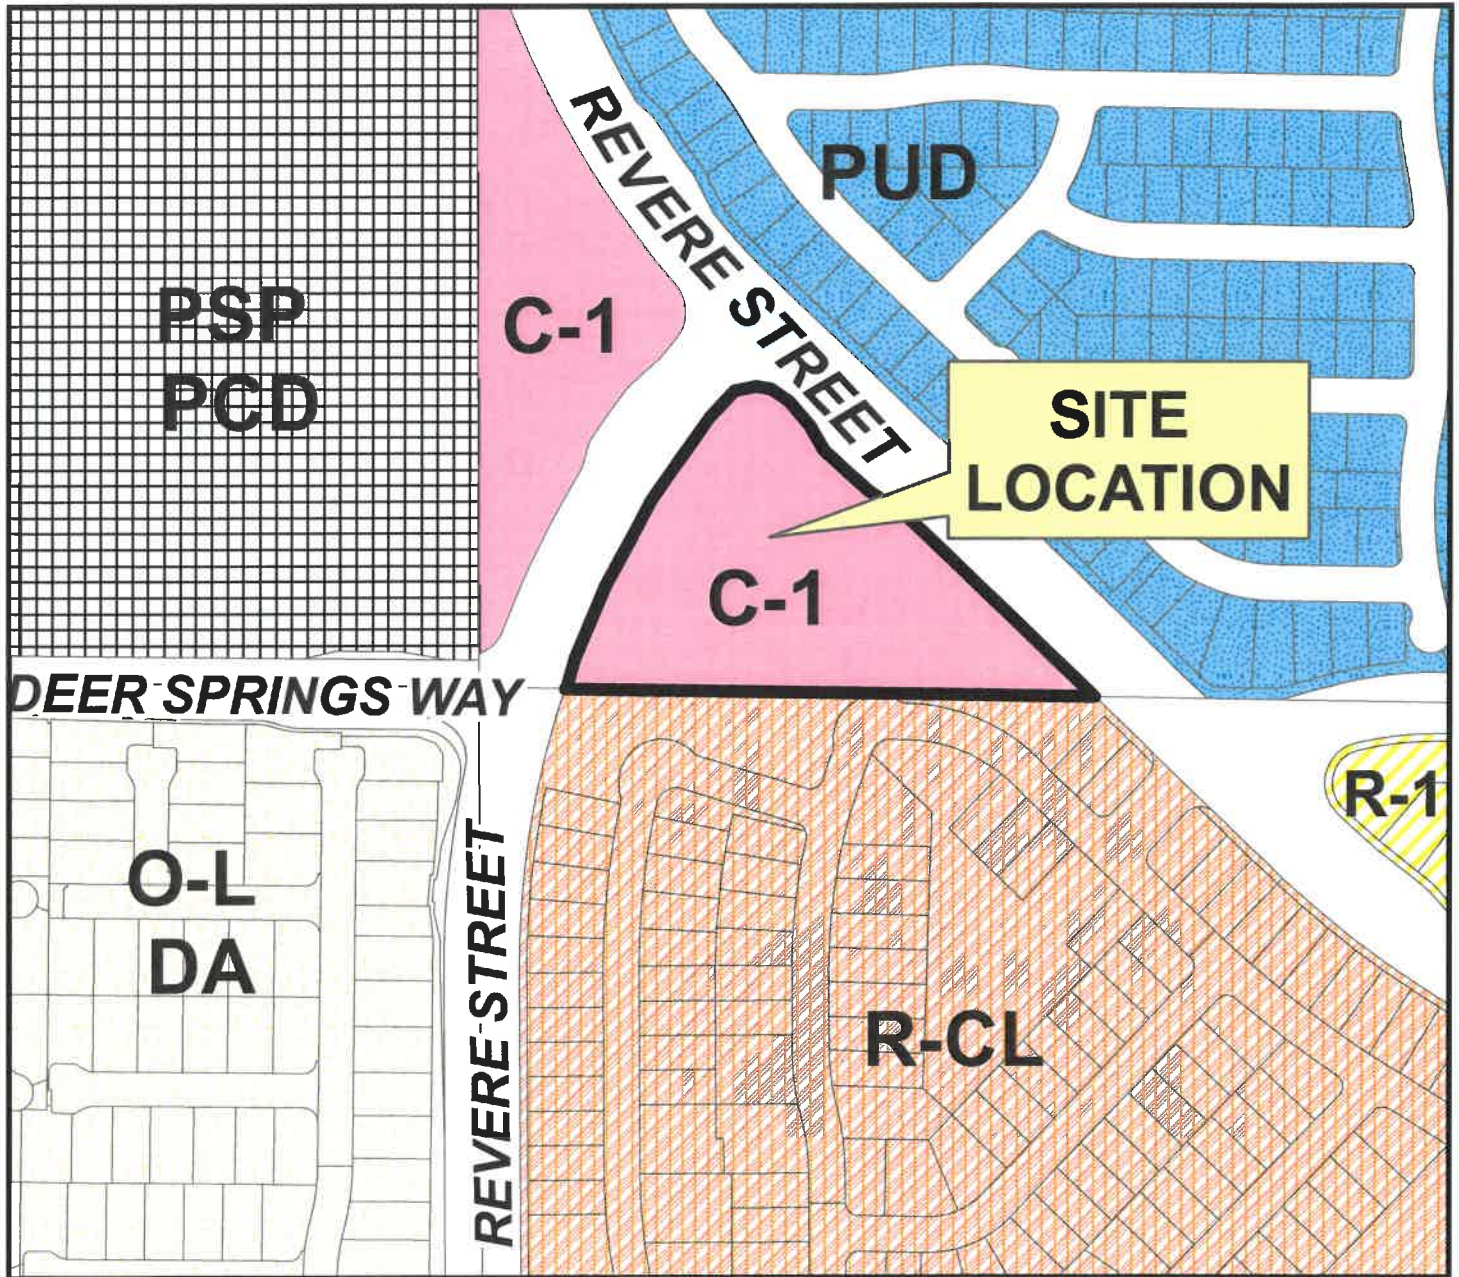 REVERE STREET
PUD
PSP
PCD
C-1
SITE
LOCATION
C-1
DEER SPRINGS WAY
R-1
O-L
DA
REVERE STREET
R-CL